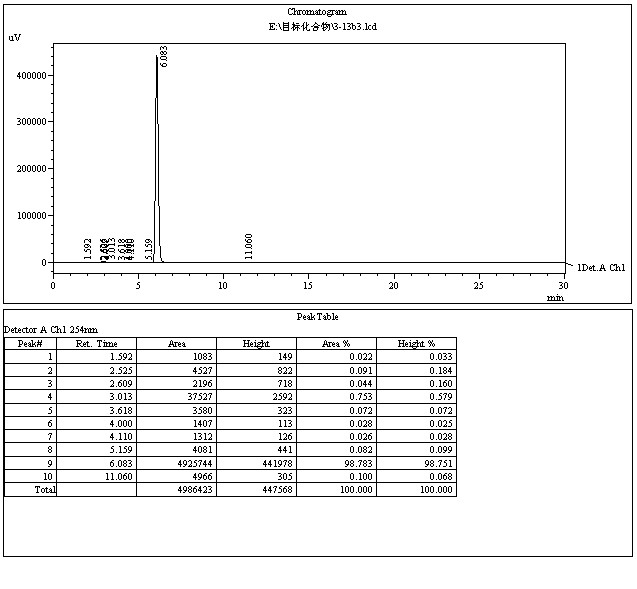 Chromatogram
E:\目标化合物\3-13b3.lcd
uV
400000
300000
200000
100000
0
1.592
3.013
3.618
4.110
5.159
6.083
11.060
1Det.A Ch1
0 5 10 15 20 25 30
min
Peak Table
Detector A Ch1 254nm
Peak# Ret. Time Area Height Area % Height %
1 1.592 1083 149 0.022 0.033
2 2.525 4527 822 0.091 0.184
3 2.609 2196 718 0.044 0.160
4 3.013 37527 2592 0.753 0.579
5 3.618 3580 323 0.072 0.072
6 4.000 1407 113 0.028 0.025
7 4.110 1312 126 0.026 0.028
8 5.159 4081 441 0.082 0.099
9 6.083 4925744 441978 98.783 98.751
10 11.060 4966 305 0.100 0.068
Total 4986423 447568 100.000 100.000